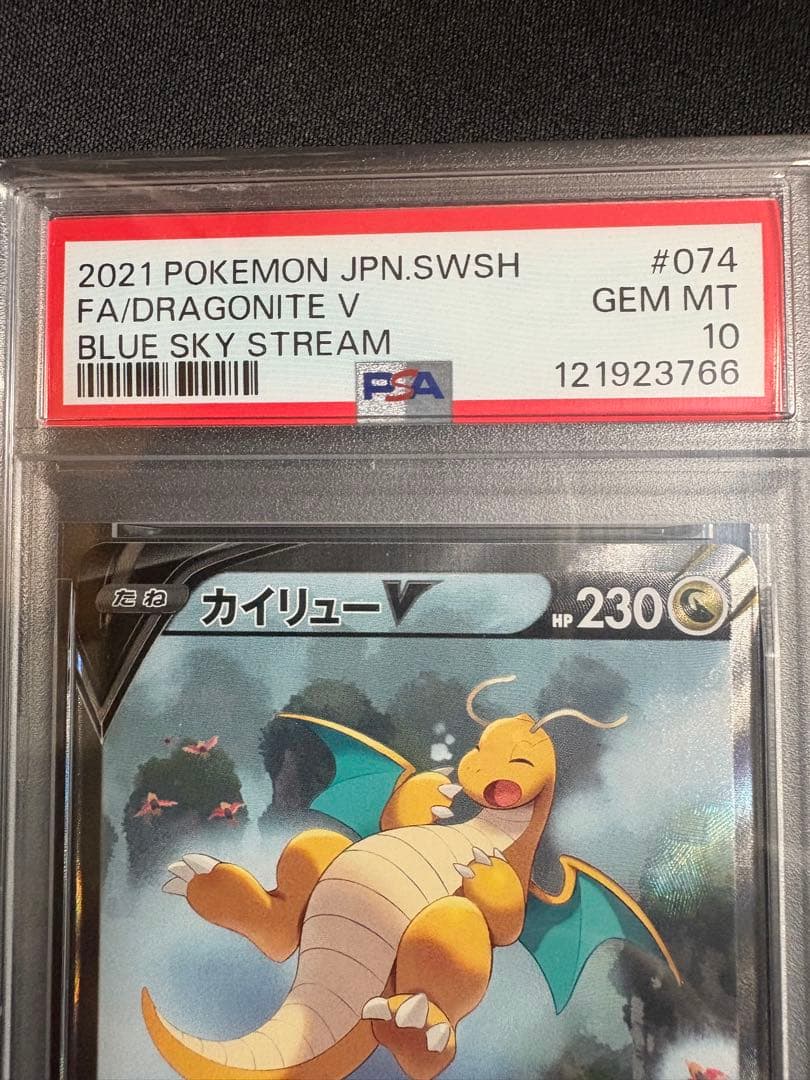 2021 POKEMON JPN.SWSH #074
FA/DRAGONITE V GEM MT
BLUE SKY STREAM 10
PSA 121923766
たね カイリューV HP 230